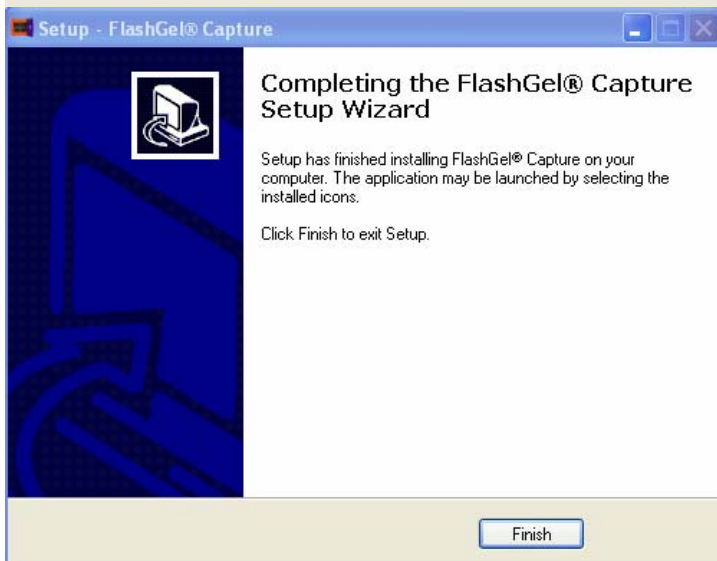 Setup - FlashGel® Capture
Completing the FlashGel® Capture
Setup Wizard
Setup has finished installing FlashGel® Capture on your
computer. The application may be launched by selecting the
installed icons.
Click Finish to exit Setup.
Finish